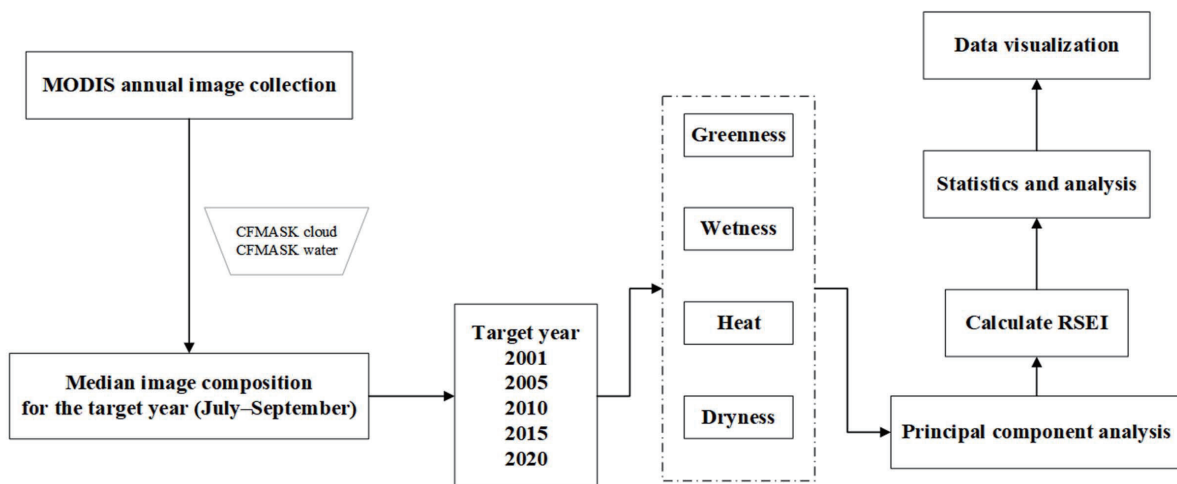 MODIS annual image collection
CFMASK cloud
CFMASK water
Median image composition
for the target year (July–September)
Target year
2001
2005
2010
2015
2020
Greenness
Wetness
Heat
Dryness
Principal component analysis
Calculate RSEI
Statistics and analysis
Data visualization